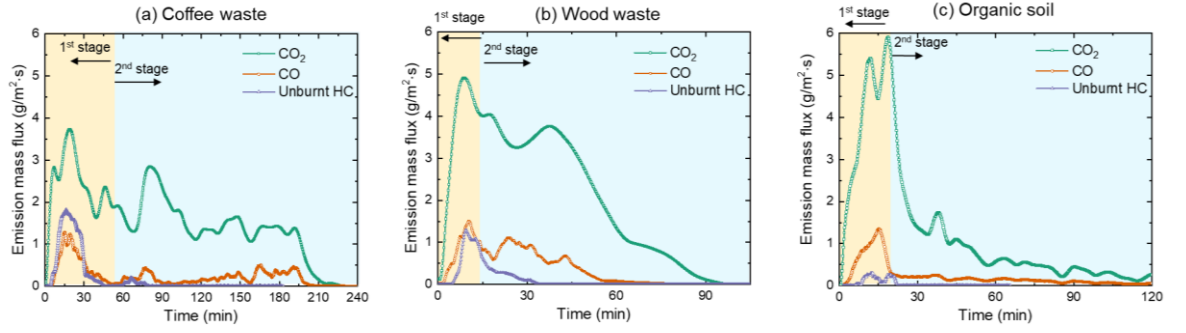 (a) Coffee waste
Emission mass flux (g/m²·s)
6
5
4
3
2
1
0
1st stage
2nd stage
CO₂
CO
Unburnt HC
0 30 60 90 120 150 180 210 240
Time (min)
(b) Wood waste
Emission mass flux (g/m²·s)
6
5
4
3
2
1
0
1st stage
2nd stage
CO₂
CO
Unburnt HC
0 30 60 90
Time (min)
(c) Organic soil
Emission mass flux (g/m²·s)
6
5
4
3
2
1
0
1st stage
2nd stage
CO₂
CO
Unburnt HC
0 30 60 90 120
Time (min)